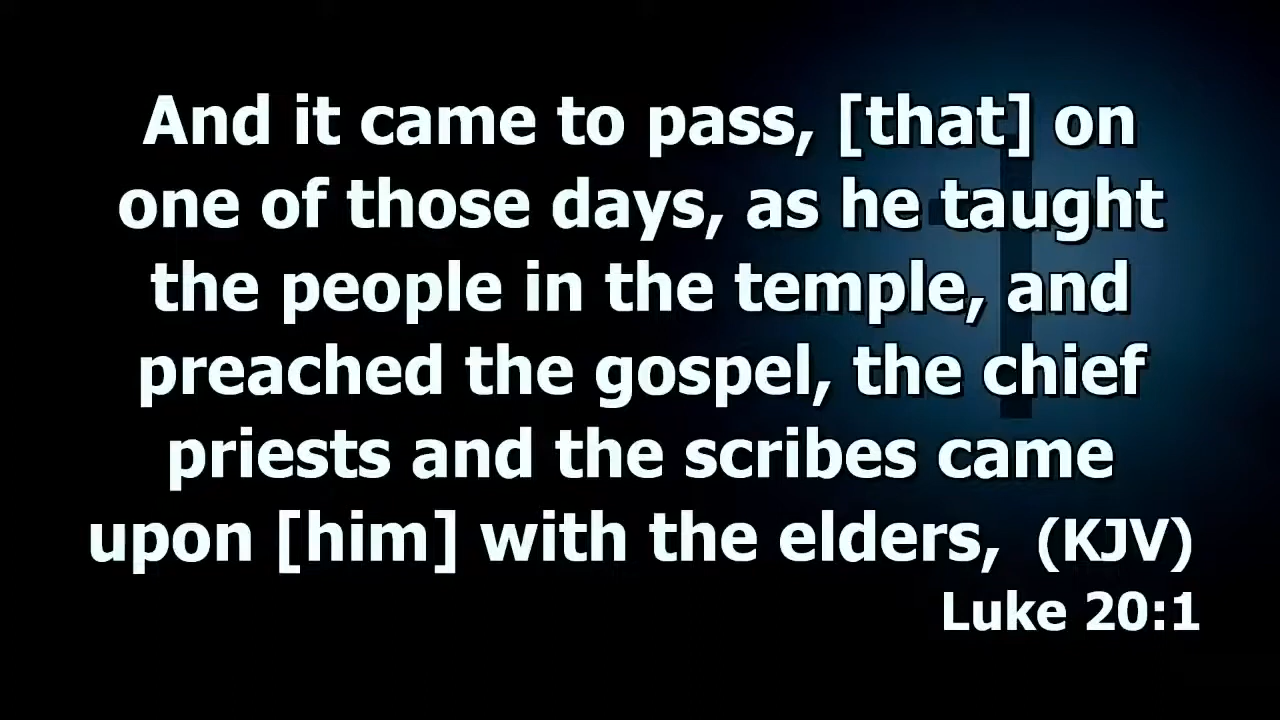 And it came to pass, [that] on
one of those days, as he taught
the people in the temple, and
preached the gospel, the chief
priests and the scribes came
upon [him] with the elders, (KJV)
Luke 20:1